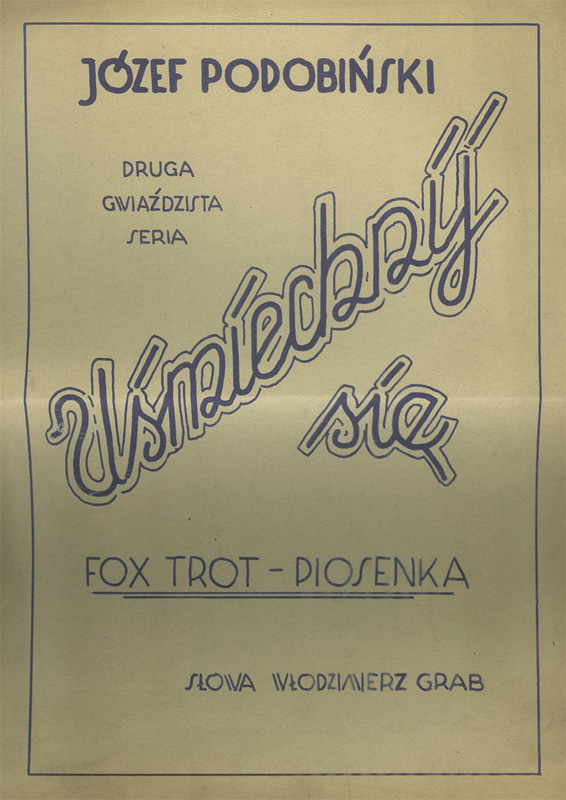 JÓZEF PODOBIŃSKI
DRUGA
GWIAŹDZISTA
SERIA
Uśmiechnij
się
FOX TROT – PIOSENKA
SŁOWA WŁODZIMIERZ GRAB